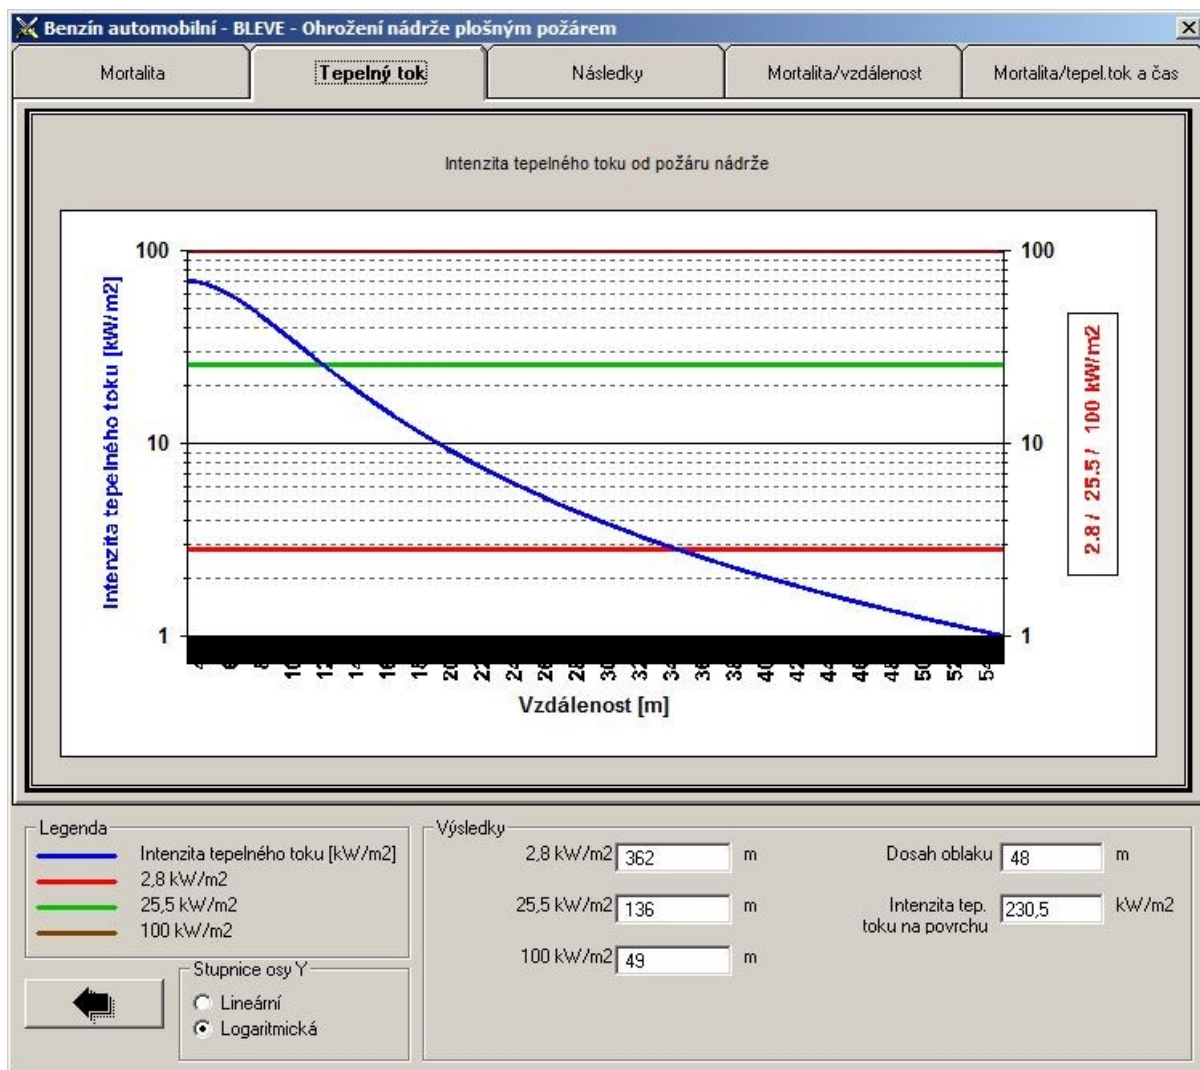 Benzín automobilní - BLEVE - Ohrožení nádrže plošným požárem
Mortalita
Tepelný tok
Následky
Mortalita/vzdálenost
Mortalita/tepel.tok a čas
Intenzita tepelného toku od požáru nádrže
Intenzita tepelného toku [kW/m2]
100
10
1
100
10
1
2.8 / 25.5 / 100 kW/m2
10 12 14 16 18 20 22 24 26 28 30 32 34 36 38 40 42 44 46 48 50 52 54
Vzdálenost [m]
Legenda
Intenzita tepelného toku [kW/m2]
2,8 kW/m2
25,5 kW/m2
100 kW/m2
Stupnice osy Y
Lineární
Logaritmická
Výsledky
2,8 kW/m2 362 m
25,5 kW/m2 136 m
100 kW/m2 49 m
Dosah oblaku 48 m
Intenzita tep. toku na povrchu 230,5 kW/m2